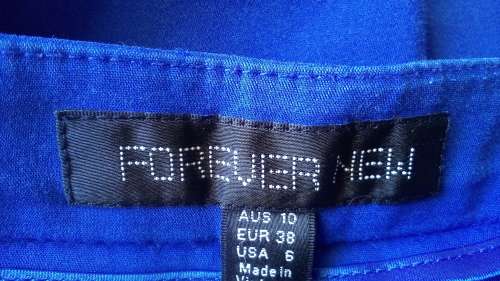 FOREVER NEW
AUS 10
EUR 38
USA 6
Made in